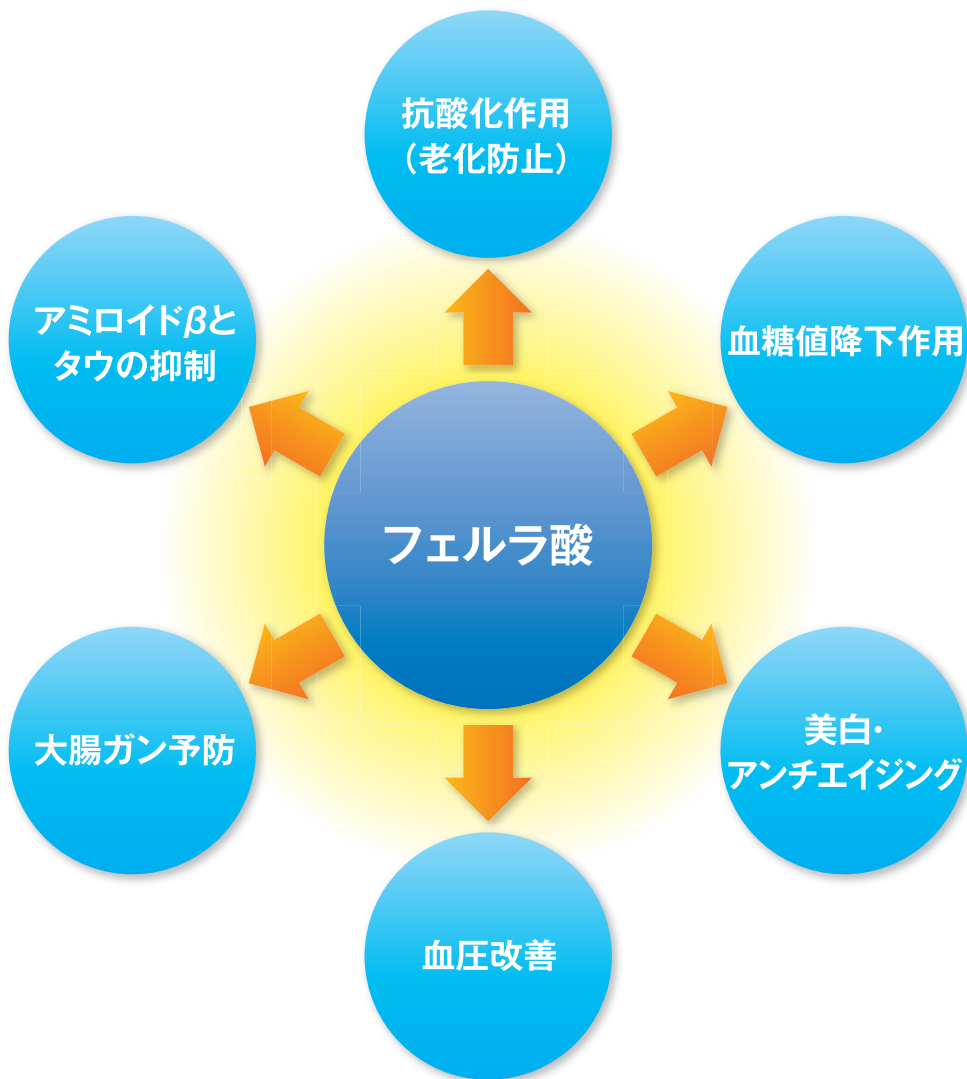 抗酸化作用
（老化防止）
アミロイドβと
タウの抑制
血糖値降下作用
フェルラ酸
大腸ガン予防
美白・
アンチエイジング
血圧改善